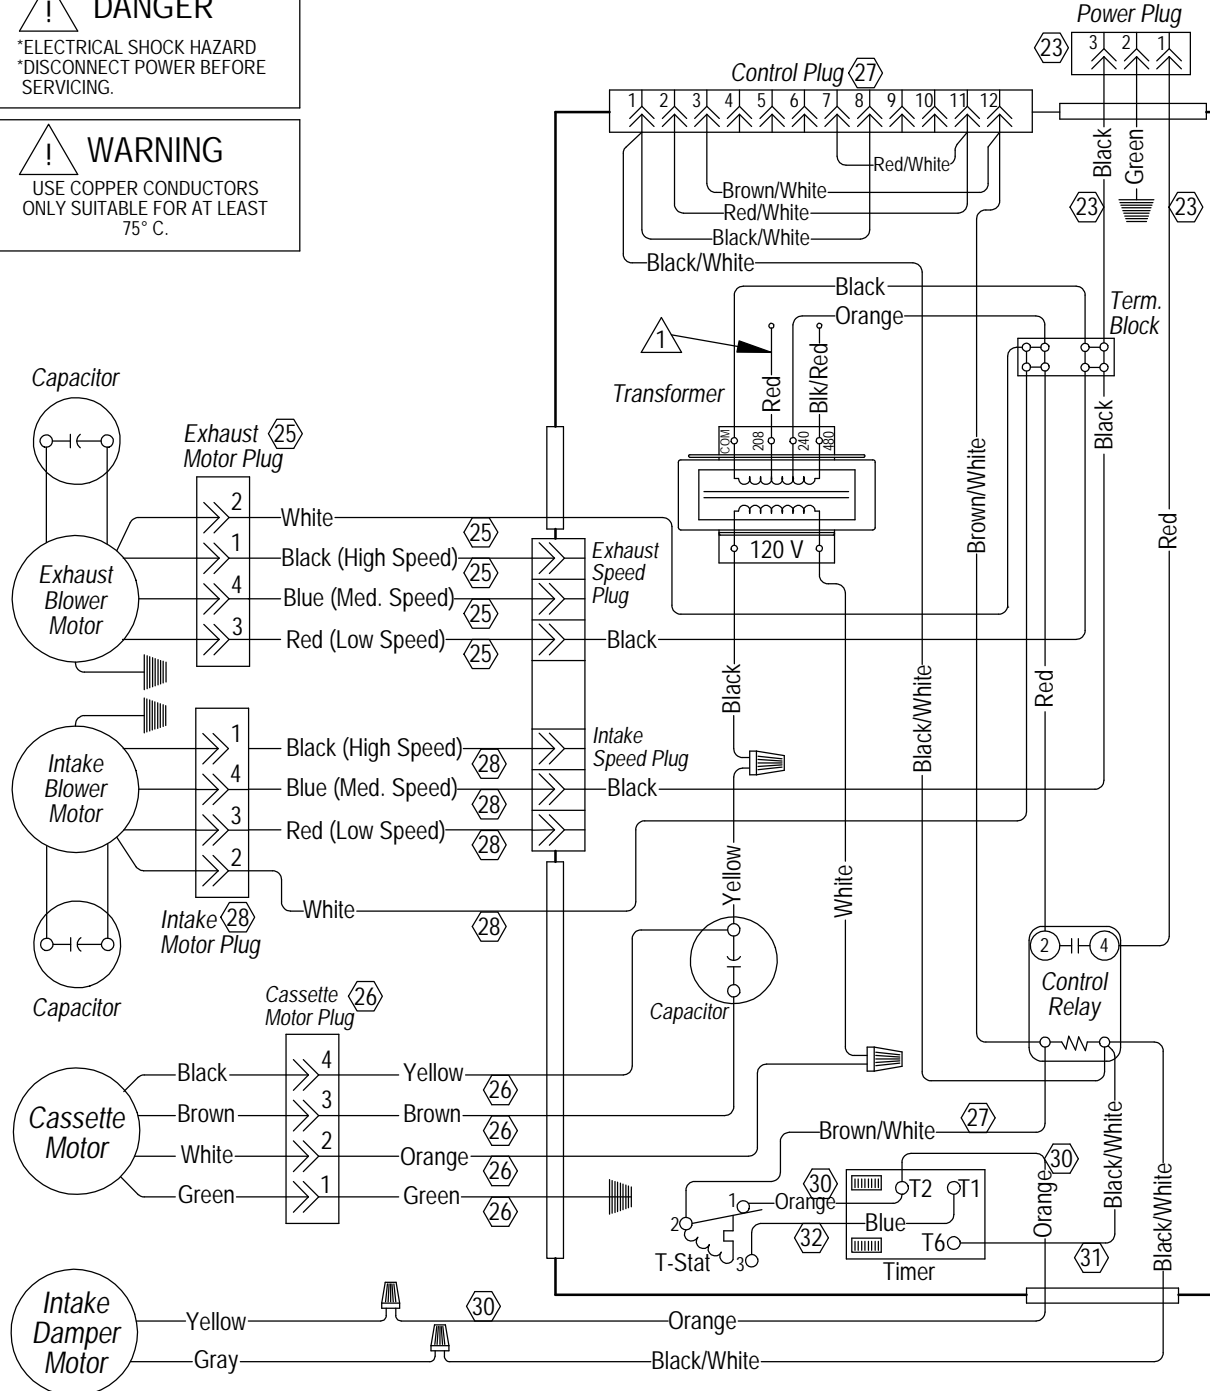 ! DANGER
*ELECTRICAL SHOCK HAZARD
*DISCONNECT POWER BEFORE
SERVICING.
! WARNING
USE COPPER CONDUCTORS
ONLY SUITABLE FOR AT LEAST
75° C.
Power Plug
23
3 2 1
Control Plug 27
1 2 3 4 5 6 7 8 9 10 11 12
Black
Green
Red/White
Brown/White
Red/White
Black/White
Black/White
23
23
Black
Orange
Term.
Block
1
Transformer
Red
Blk/Red
COM
208
240
480
120 V
Black
Brown/White
Red
Capacitor
Exhaust 25
Motor Plug
2
White
25
1
Black (High Speed)
25
4
Blue (Med. Speed)
25
3
Red (Low Speed)
25
Exhaust
Blower
Motor
Exhaust
Speed
Plug
Black
Black
Black/White
Red
Intake
Blower
Motor
1
Black (High Speed)
28
4
Blue (Med. Speed)
28
3
Red (Low Speed)
28
2
White
28
Intake
Speed Plug
Black
Intake 28
Motor Plug
Capacitor
Yellow
White
Capacitor
2 4
Control
Relay
Cassette 26
Motor Plug
Cassette
Motor
Black
4
Yellow
26
Brown
3
Brown
26
White
2
Orange
26
Green
1
Green
26
Brown/White
27
30
Orange
30
T2
T1
Blue
32
T6
31
Timer
1
2
3
T-Stat
Orange
Black/White
Black/White
Intake
Damper
Motor
Yellow
30
Orange
Gray
Black/White